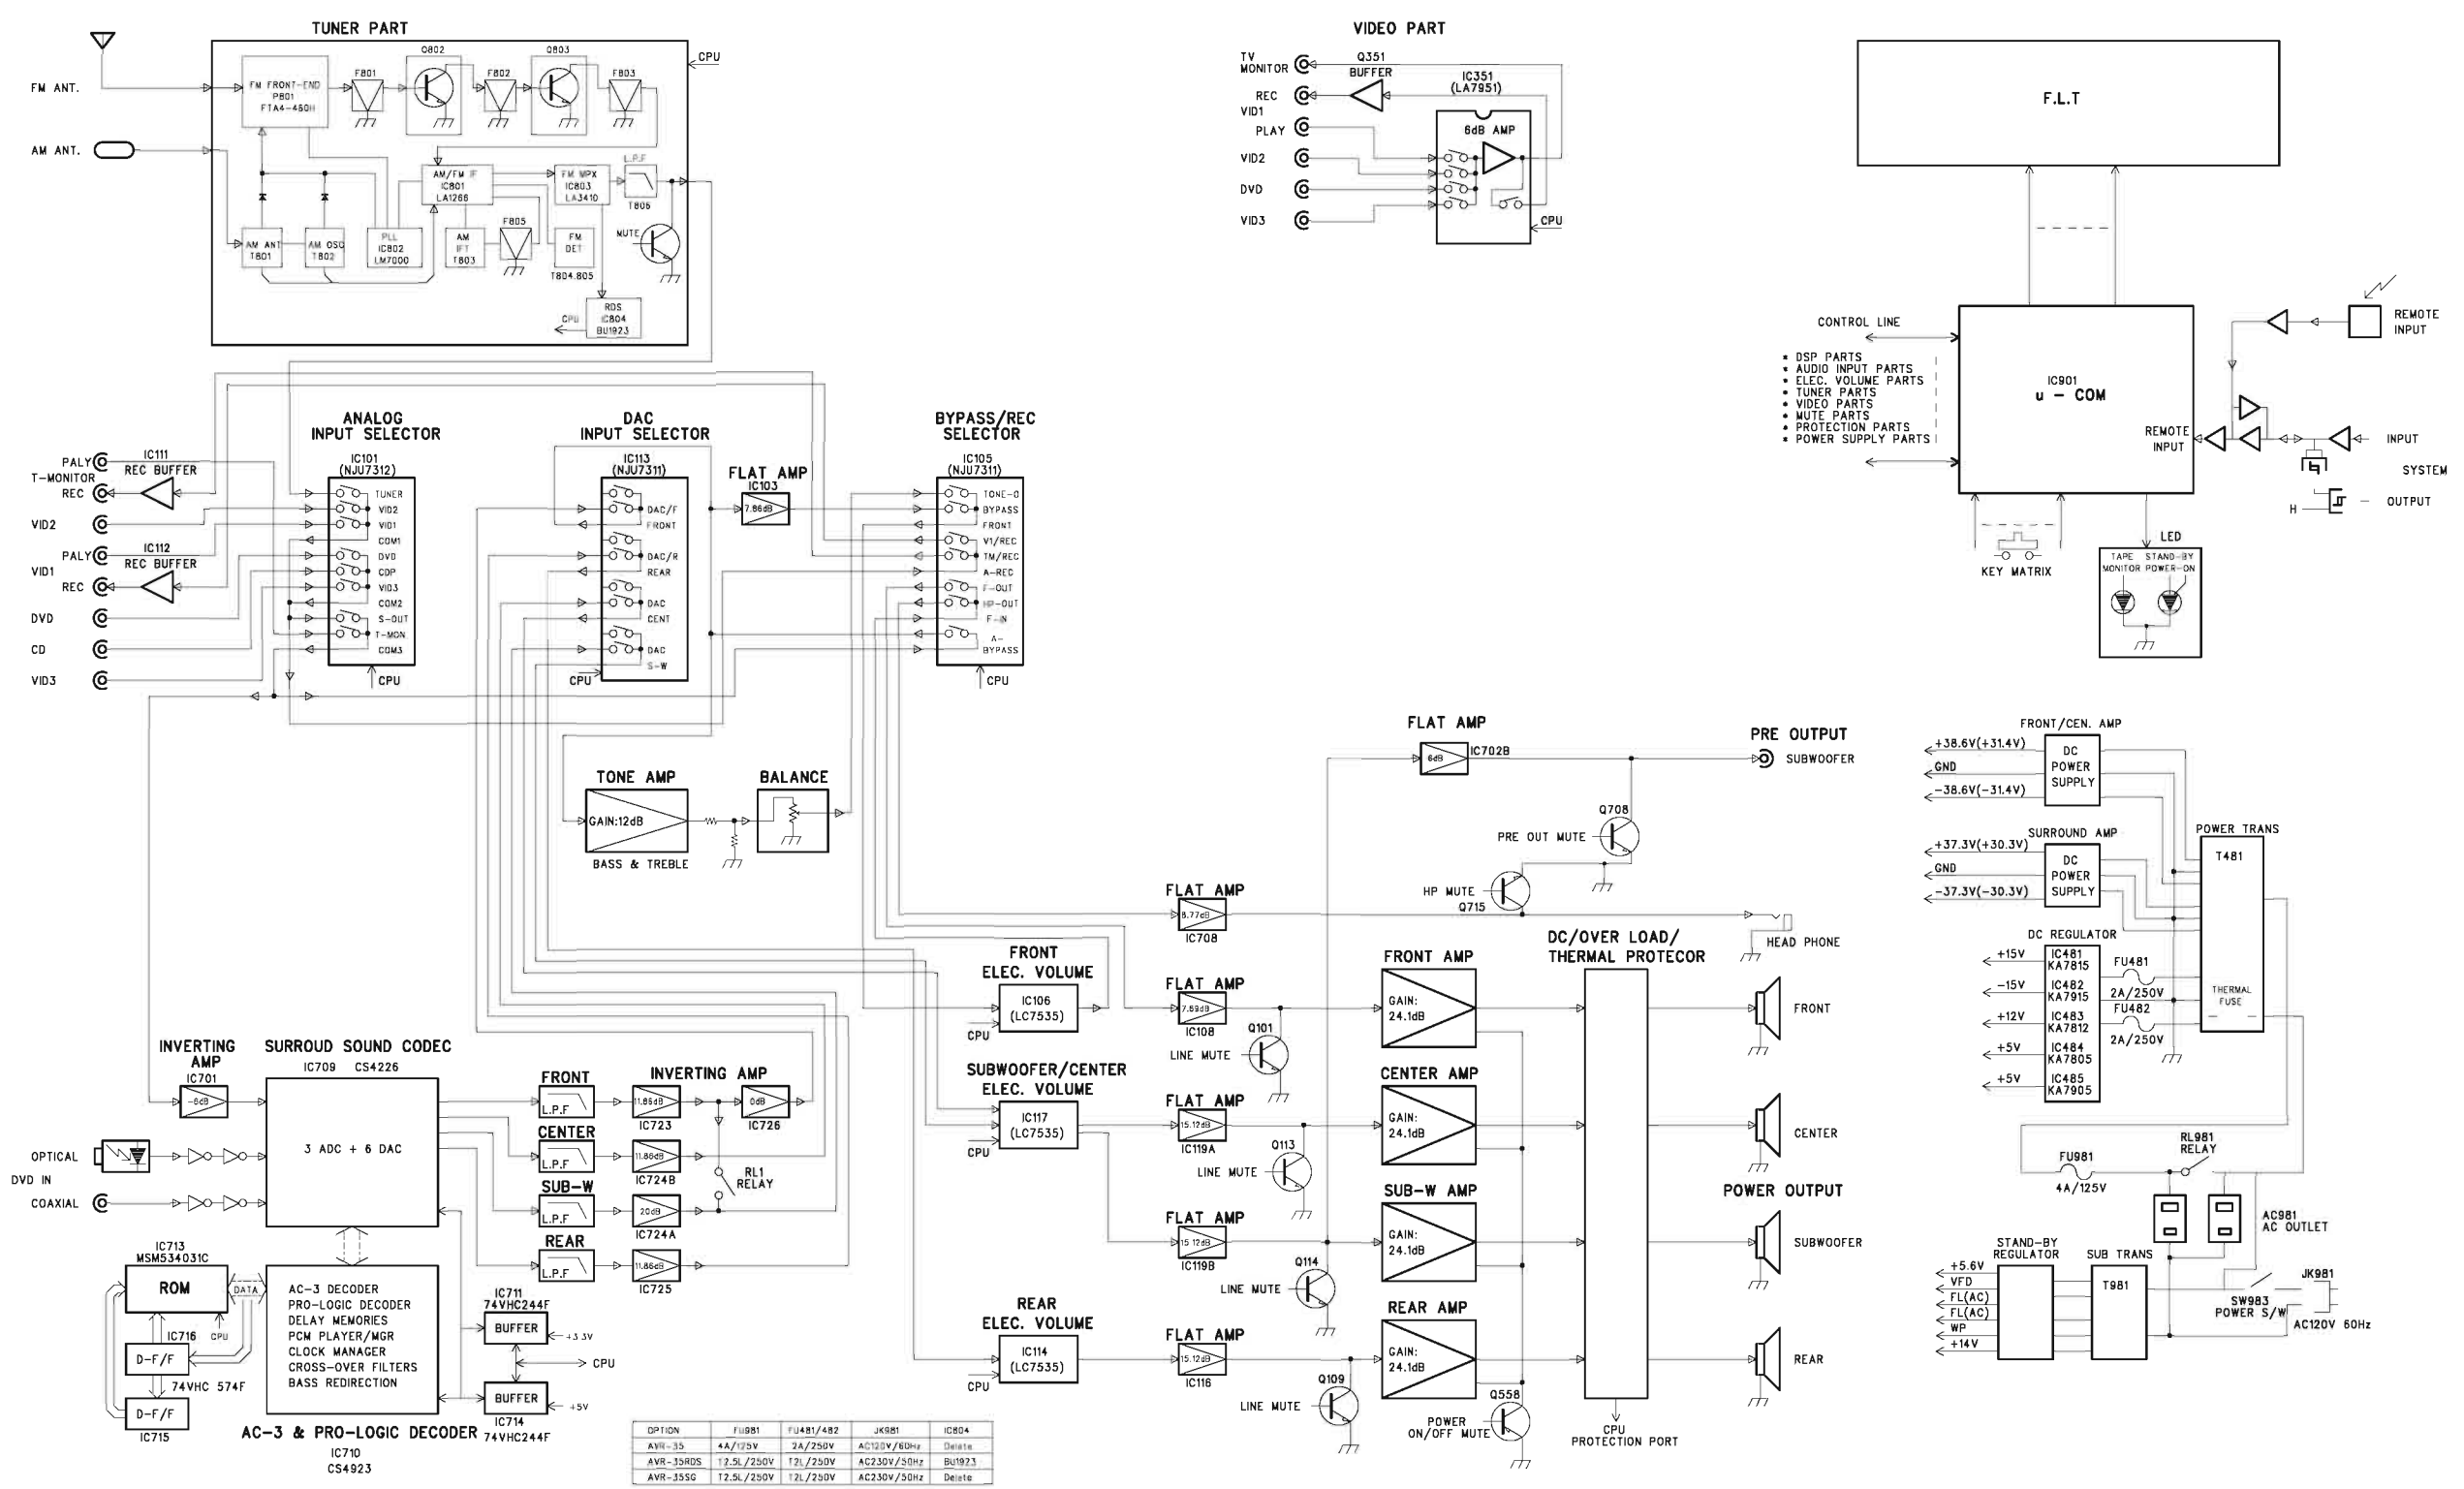 TUNER PART
FM ANT.
AM ANT.
CPU
FM FRONT-END
P801
FTA4-460H
F801
Q802
F802
Q803
F803
AM/FM IF
IC801
LA1266
FM MPX
IC803
LA3410
L.P.F
T806
AM ANT
T801
AM OSC
T802
PLL
IC802
LM7000
AM
IFT
T803
F805
FM
DET
T804.805
MUTE
RDS
IC804
BU1923
CPU
VIDEO PART
TV
MONITOR
Q351
BUFFER
REC
VID1
PLAY
VID2
DVD
VID3
IC351
(LA7951)
6dB AMP
CPU
F.L.T
CONTROL LINE
* DSP PARTS
* AUDIO INPUT PARTS
* ELEC. VOLUME PARTS
* TUNER PARTS
* VIDEO PARTS
* MUTE PARTS
* PROTECTION PARTS
* POWER SUPPLY PARTS
IC901
u - COM
REMOTE
INPUT
REMOTE
INPUT
INPUT
SYSTEM
OUTPUT
H
KEY MATRIX
LED
TAPE STAND-BY
MONITOR POWER-ON
ANALOG
INPUT SELECTOR
IC101
(NJU7312)
PALY
T-MONITOR
REC
IC111
REC BUFFER
VID2
PALY
VID1
REC
IC112
REC BUFFER
DVD
CD
VID3
TUNER
VID2
VID1
COM1
DVD
CDP
VID3
COM2
S-OUT
T-MON
COM3
CPU
DAC
INPUT SELECTOR
IC113
(NJU7311)
DAC/F
FRONT
DAC/R
REAR
DAC
CENT
DAC
S-W
CPU
FLAT AMP
IC103
7.86dB
BYPASS/REC
SELECTOR
IC105
(NJU7311)
TONE-O
BYPASS
FRONT
V1/REC
TM/REC
A-REC
F-OUT
HP-OUT
F-IN
A-
BYPASS
CPU
TONE AMP
GAIN:12dB
BASS & TREBLE
BALANCE
FLAT AMP
6dB
IC702B
PRE OUTPUT
SUBWOOFER
Q708
PRE OUT MUTE
HP MUTE
Q715
FLAT AMP
8.77dB
IC708
HEAD PHONE
FRONT
ELEC. VOLUME
IC106
(LC7535)
CPU
FLAT AMP
7.69dB
IC108
Q101
LINE MUTE
FRONT AMP
GAIN:
24.1dB
DC/OVER LOAD/
THERMAL PROTECOR
FRONT
SUBWOOFER/CENTER
ELEC. VOLUME
IC117
(LC7535)
CPU
FLAT AMP
15.12dB
IC119A
Q113
LINE MUTE
CENTER AMP
GAIN:
24.1dB
CENTER
FLAT AMP
15.12dB
IC119B
Q114
LINE MUTE
SUB-W AMP
GAIN:
24.1dB
POWER OUTPUT
SUBWOOFER
REAR
ELEC. VOLUME
IC114
(LC7535)
CPU
FLAT AMP
15.12dB
IC116
Q109
LINE MUTE
REAR AMP
GAIN:
24.1dB
REAR
Q558
POWER
ON/OFF MUTE
CPU
PROTECTION PORT
INVERTING
AMP
IC701
-6dB
SURROUD SOUND CODEC
IC709 CS4226
3 ADC + 6 DAC
OPTICAL
DVD IN
COAXIAL
FRONT
L.P.F
INVERTING AMP
11.86dB
IC723
0dB
IC726
CENTER
L.P.F
11.86dB
IC724B
RL1
RELAY
SUB-W
L.P.F
20dB
IC724A
REAR
L.P.F
11.86dB
IC725
IC713
MSM534031C
ROM
DATA
CPU
IC716
D-F/F
74VHC 574F
D-F/F
IC715
AC-3 DECODER
PRO-LOGIC DECODER
DELAY MEMORIES
PCM PLAYER/MGR
CLOCK MANAGER
CROSS-OVER FILTERS
BASS REDIRECTION
AC-3 & PRO-LOGIC DECODER
IC710
CS4923
IC711
74VHC244F
BUFFER
+3.3V
CPU
BUFFER
+5V
IC714
74VHC244F
OPTION FU981 FU481/482 JK981 IC804
AVR-35 4A/125V 2A/250V AC120V/60Hz Delete
AVR-35RDS T2.5L/250V T2L/250V AC230V/50Hz BU1923
AVR-35SG T2.5L/250V T2L/250V AC230V/50Hz Delete
FRONT/CEN. AMP
+38.6V(+31.4V)
GND
-38.6V(-31.4V)
DC
POWER
SUPPLY
SURROUND AMP
+37.3V(+30.3V)
GND
-37.3V(-30.3V)
DC
POWER
SUPPLY
POWER TRANS
T481
THERMAL
FUSE
DC REGULATOR
+15V
IC481
KA7815
-15V
IC482
KA7915
+12V
IC483
KA7812
+5V
IC484
KA7805
+5V
IC485
KA7905
FU481
2A/250V
FU482
2A/250V
RL981
RELAY
FU981
4A/125V
AC981
AC OUTLET
STAND-BY
REGULATOR
+5.6V
VFD
FL(AC)
FL(AC)
WP
+14V
SUB TRANS
T981
SW983
POWER S/W
JK981
AC120V 60Hz